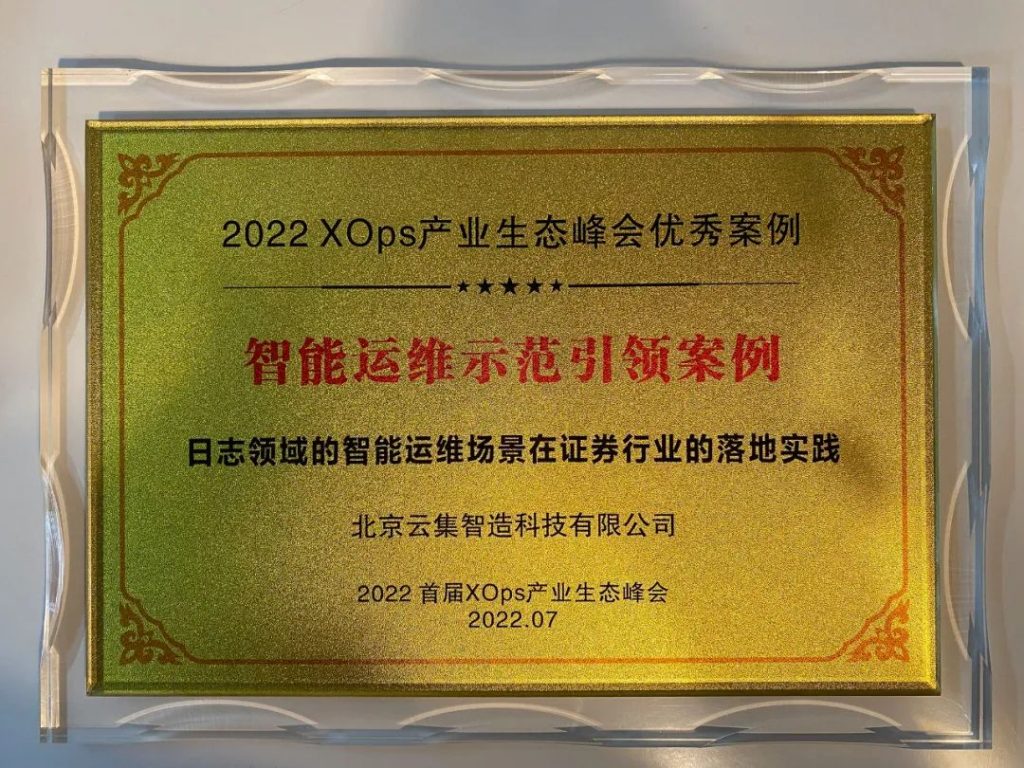 2022 XOps产业生态峰会优秀案例
★★★★★
智能运维示范引领案例
日志领域的智能运维场景在证券行业的落地实践
北京云集智造科技有限公司
2022 首届XOps产业生态峰会
2022.07